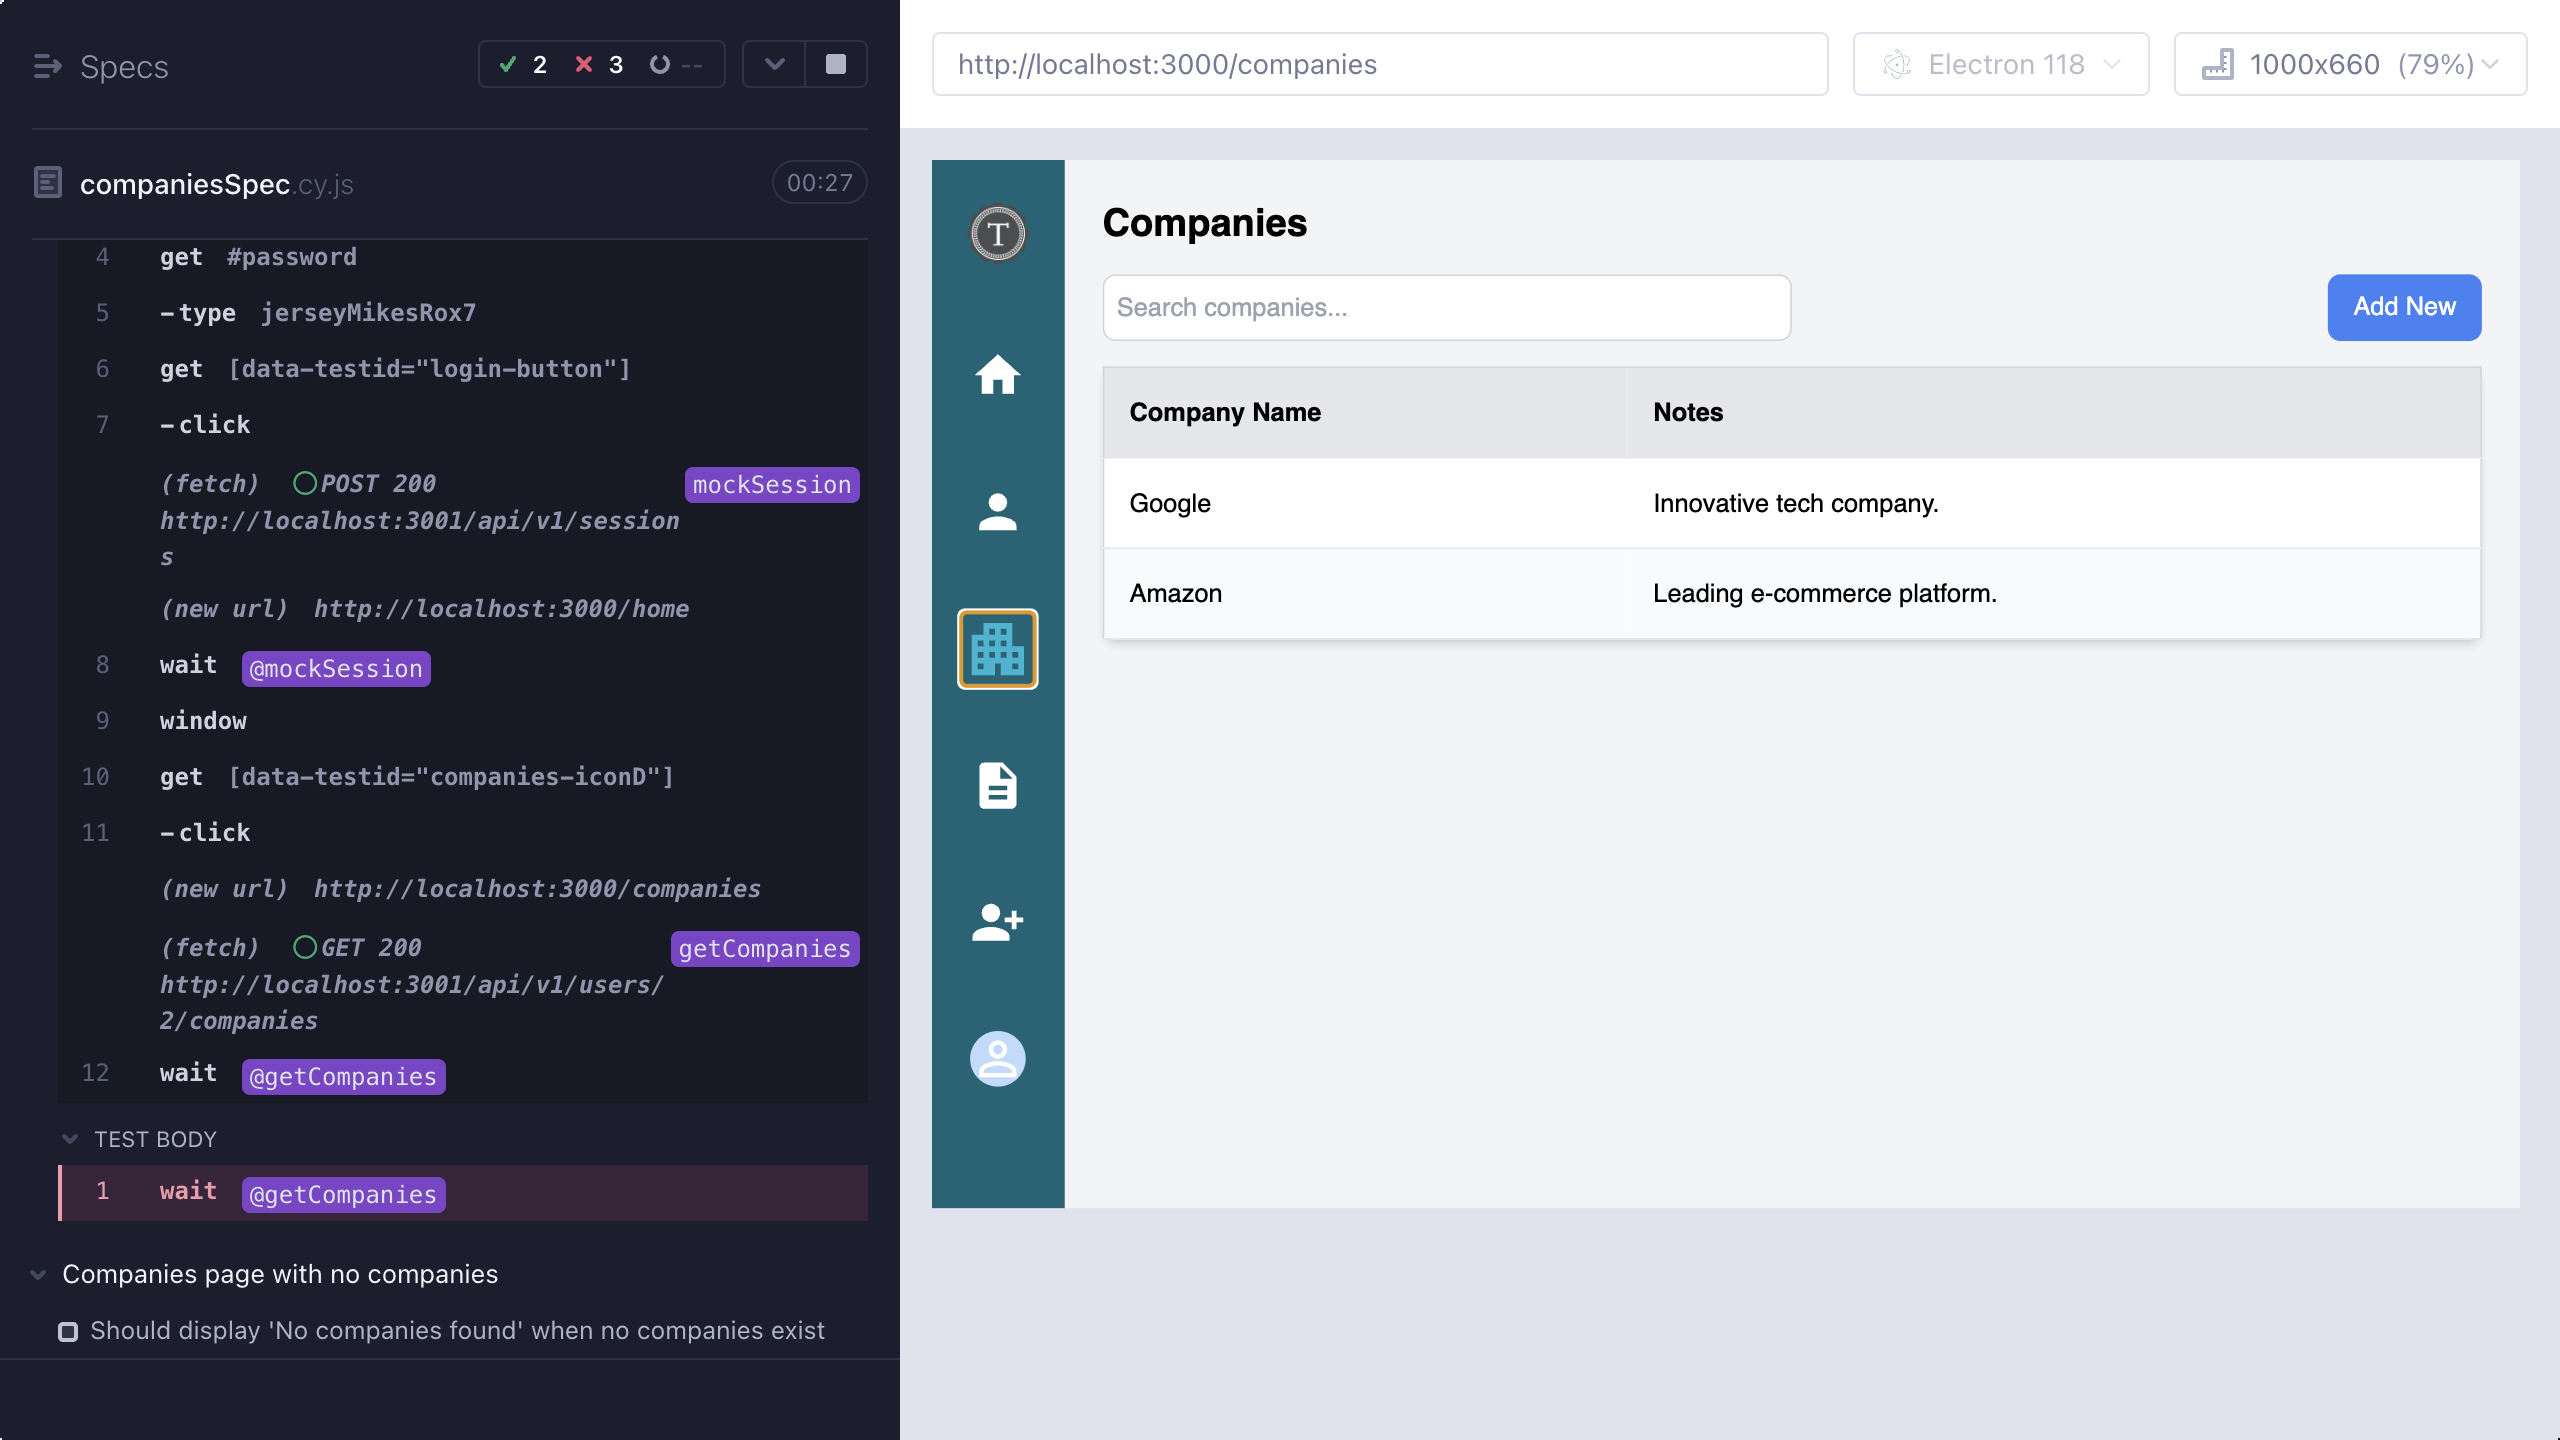 Specs
2 3 --
companiesSpec.cy.js
00:27
4 get #password
5 -type jerseyMikesRox7
6 get [data-testid="login-button"]
7 -click
(fetch) POST 200 mockSession
http://localhost:3001/api/v1/session
s
(new url) http://localhost:3000/home
8 wait @mockSession
9 window
10 get [data-testid="companies-iconD"]
11 -click
(new url) http://localhost:3000/companies
(fetch) GET 200 getCompanies
http://localhost:3001/api/v1/users/
2/companies
12 wait @getCompanies
TEST BODY
1 wait @getCompanies
Companies page with no companies
Should display 'No companies found' when no companies exist
http://localhost:3000/companies
Electron 118
1000x660 (79%)
T
Companies
Search companies...
Add New
Company Name Notes
Google Innovative tech company.
Amazon Leading e-commerce platform.